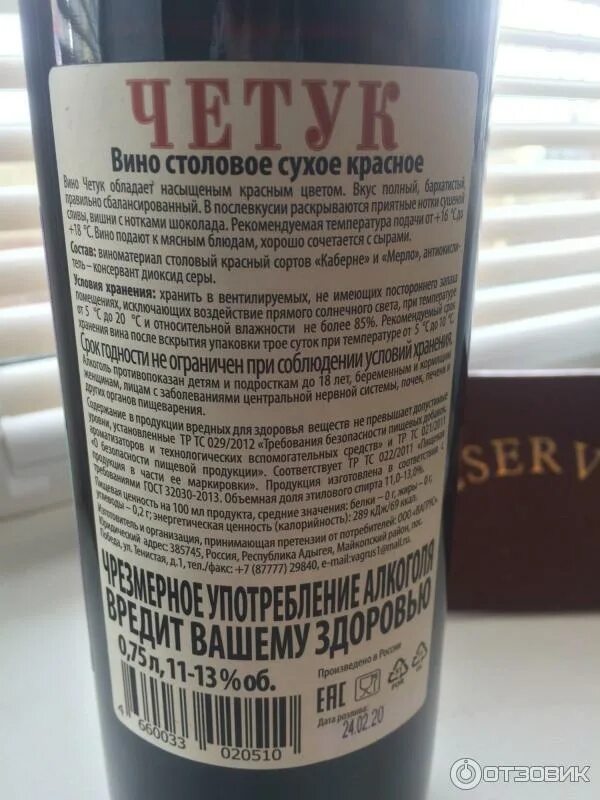 ЧЕТУК
Вино столовое сухое красное
Вино Четук обладает насыщеным красным цветом. Вкус полный, бархатистый,
правильно сбалансированный. В послевкусии раскрываются приятные нотки сушеной
сливы, вишни с нотками шоколада. Рекомендуемая температура подачи от +16 °С до
+18 °С. Вино подают к мясным блюдам, хорошо сочетается с сырами.
Состав: виноматериал столовый красный сортов «Каберне» и «Мерло», антиокисли-
тель – консервант диоксид серы.
Условия хранения: хранить в вентилируемых, не имеющих постороннего запаха
помещениях, исключающих воздействие прямого солнечного света, при температуре
от 5 °С до 20 °С и относительной влажности не более 85%. Рекомендуемый срок
хранения вина после вскрытия упаковки трое суток при температуре от 5 °С до 10 °С.
Срок годности не ограничен при соблюдении условий хранения.
Алкоголь противопоказан детям и подросткам до 18 лет, беременным и кормящим
женщинам, лицам с заболеваниями центральной нервной системы, почек, печени и
других органов пищеварения.
Содержание в продукции вредных для здоровья веществ не превышает допустимые
уровни, установленные ТР ТС 029/2012 «Требования безопасности пищевых добавок,
ароматизаторов и технологических вспомогательных средств» и ТР ТС 021/2011
«О безопасности пищевой продукции». Соответствует ТР ТС 022/2011 «Пищевая
продукция в части ее маркировки». Продукция изготовлена в
требованиями ГОСТ 32030-2013. Объемная доля этилового спирта 11,0-13,0%.
Пищевая ценность на 100 мл продукта, средние значения: белки – 0 г, жиры – 0 г,
углеводы – 0,2 г; энергетическая ценность (калорийность): 289 кДж/69 ккал.
Изготовитель и организация, принимающая претензии от потребителей: ООО «ВАГРУС»
Юридический адрес: 385745, Россия, Республика Адыгея, Майкопский район, пос.
Победа, ул. Тенистая, д.1, тел./факс: +7 (87777) 29840, e-mail:vagrus1@mail.ru.
ЧРЕЗМЕРНОЕ УПОТРЕБЛЕНИЕ АЛКОГОЛЯ
ВРЕДИТ ВАШЕМУ ЗДОРОВЬЮ
0,75 л, 11-13% об.
Произведено в России
EAC
Дата розлива:
24.02.20
4 660033 020510
SERV
ОТЗОВИК